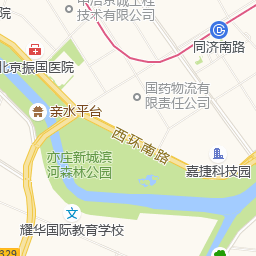 中冶京诚工程
技术有限公司
同济南路
北京振国医院
国药物流有
限责任公司
亲水平台
西环南路
亦庄新城滨
河森林公园
嘉捷科技园
耀华国际教育学校
329